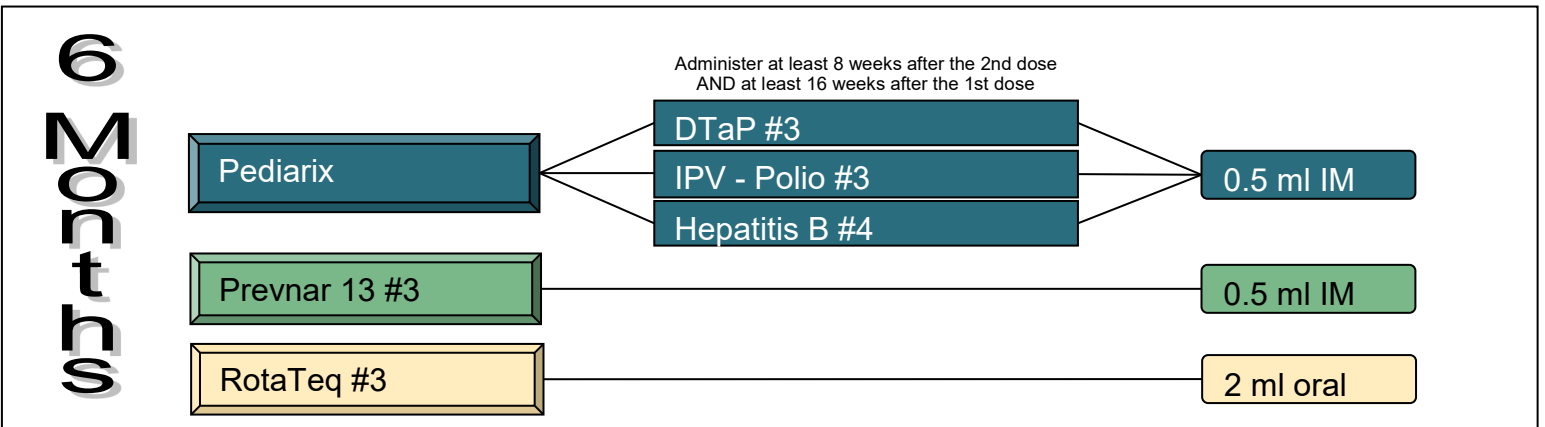 6 Months
Administer at least 8 weeks after the 2nd dose
AND at least 16 weeks after the 1st dose
Pediarix
DTaP #3
IPV - Polio #3
Hepatitis B #4
0.5 ml IM
Prevnar 13 #3
0.5 ml IM
RotaTeq #3
2 ml oral